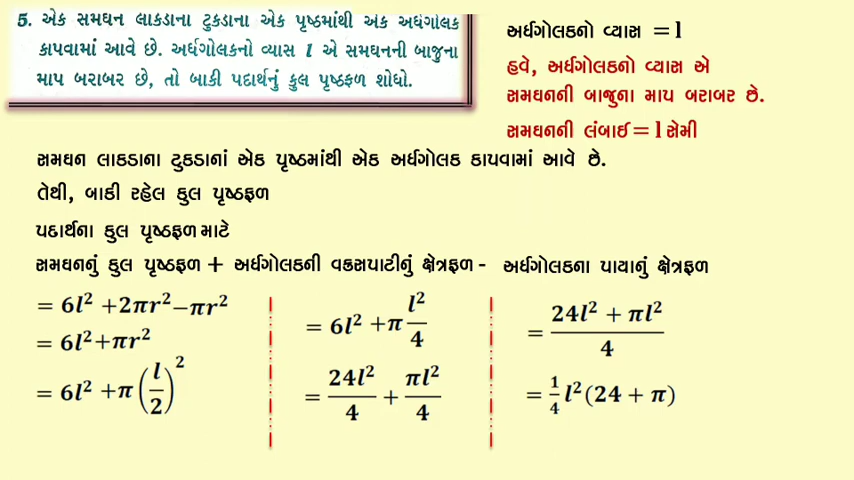 5. એક સમઘન લાકડાના ટુકડાના એક પૃષ્ઠમાંથી એક અર્ધગોલક
કાપવામાં આવે છે. અર્ધગોલકનો વ્યાસ l એ સમઘનની બાજુના
માપ બરાબર છે, તો બાકી પદાર્થનું કુલ પૃષ્ઠફળ શોધો.
અર્ધગોલકનો વ્યાસ = l
હવે, અર્ધગોલકનો વ્યાસ એ
સમઘનની બાજુના માપ બરાબર છે.
સમઘનની લંબાઈ = l સેમી
સમઘન લાકડાના ટુકડાનાં એક પૃષ્ઠમાંથી એક અર્ધગોલક કાપવામાં આવે છે.
તેથી, બાકી રહેલ કુલ પૃષ્ઠફળ
પદાર્થના કુલ પૃષ્ઠફળ માટે
સમઘનનું કુલ પૃષ્ઠફળ + અર્ધગોલકની વક્રસપાટીનું ક્ષેત્રફળ - અર્ધગોલકના પાયાનું ક્ષેત્રફળ
= 6l² +2πr²−πr²
= 6l²+πr²
= 6l² +π(l/2)²
= 6l² +π l²/4
= 24l²/4 + πl²/4
= (24l² + πl²)/4
= 1/4 l²(24 + π)